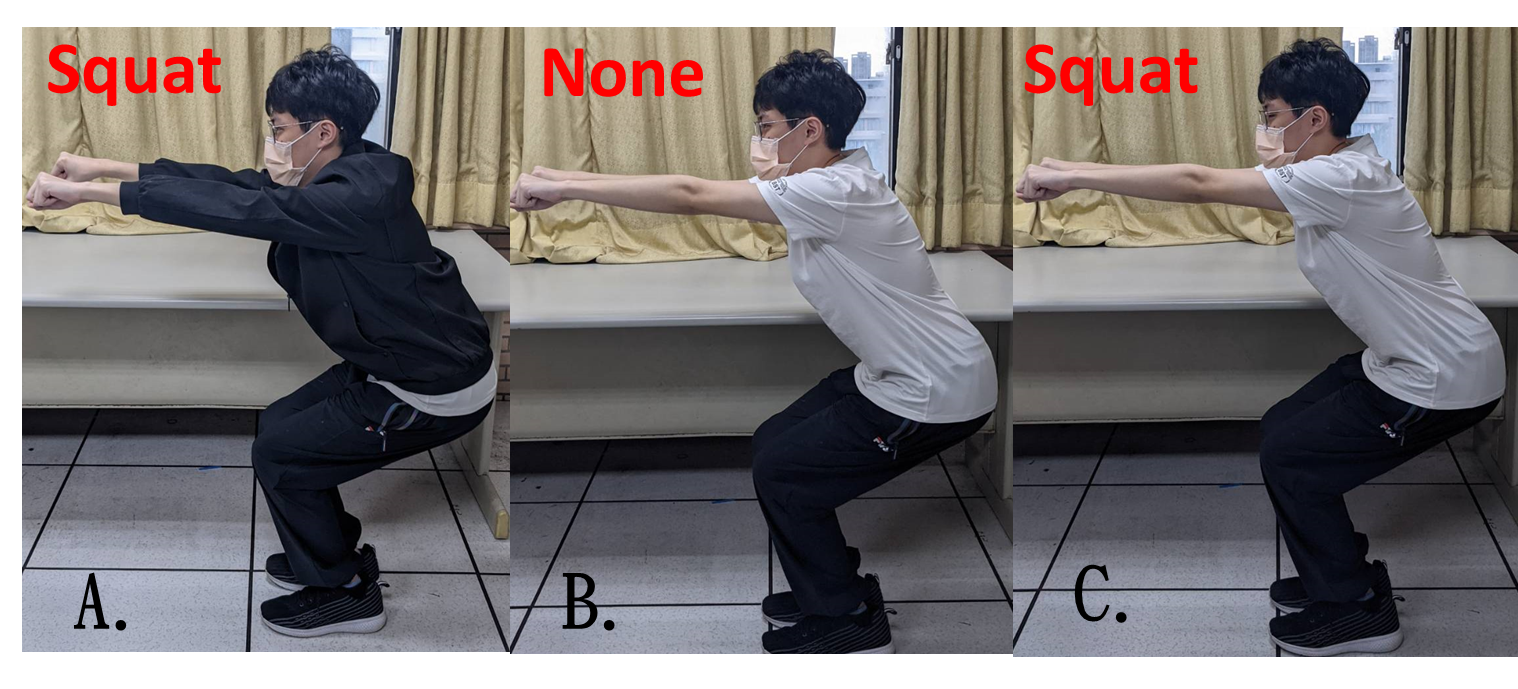 Squat
None
Squat
A.
B.
C.